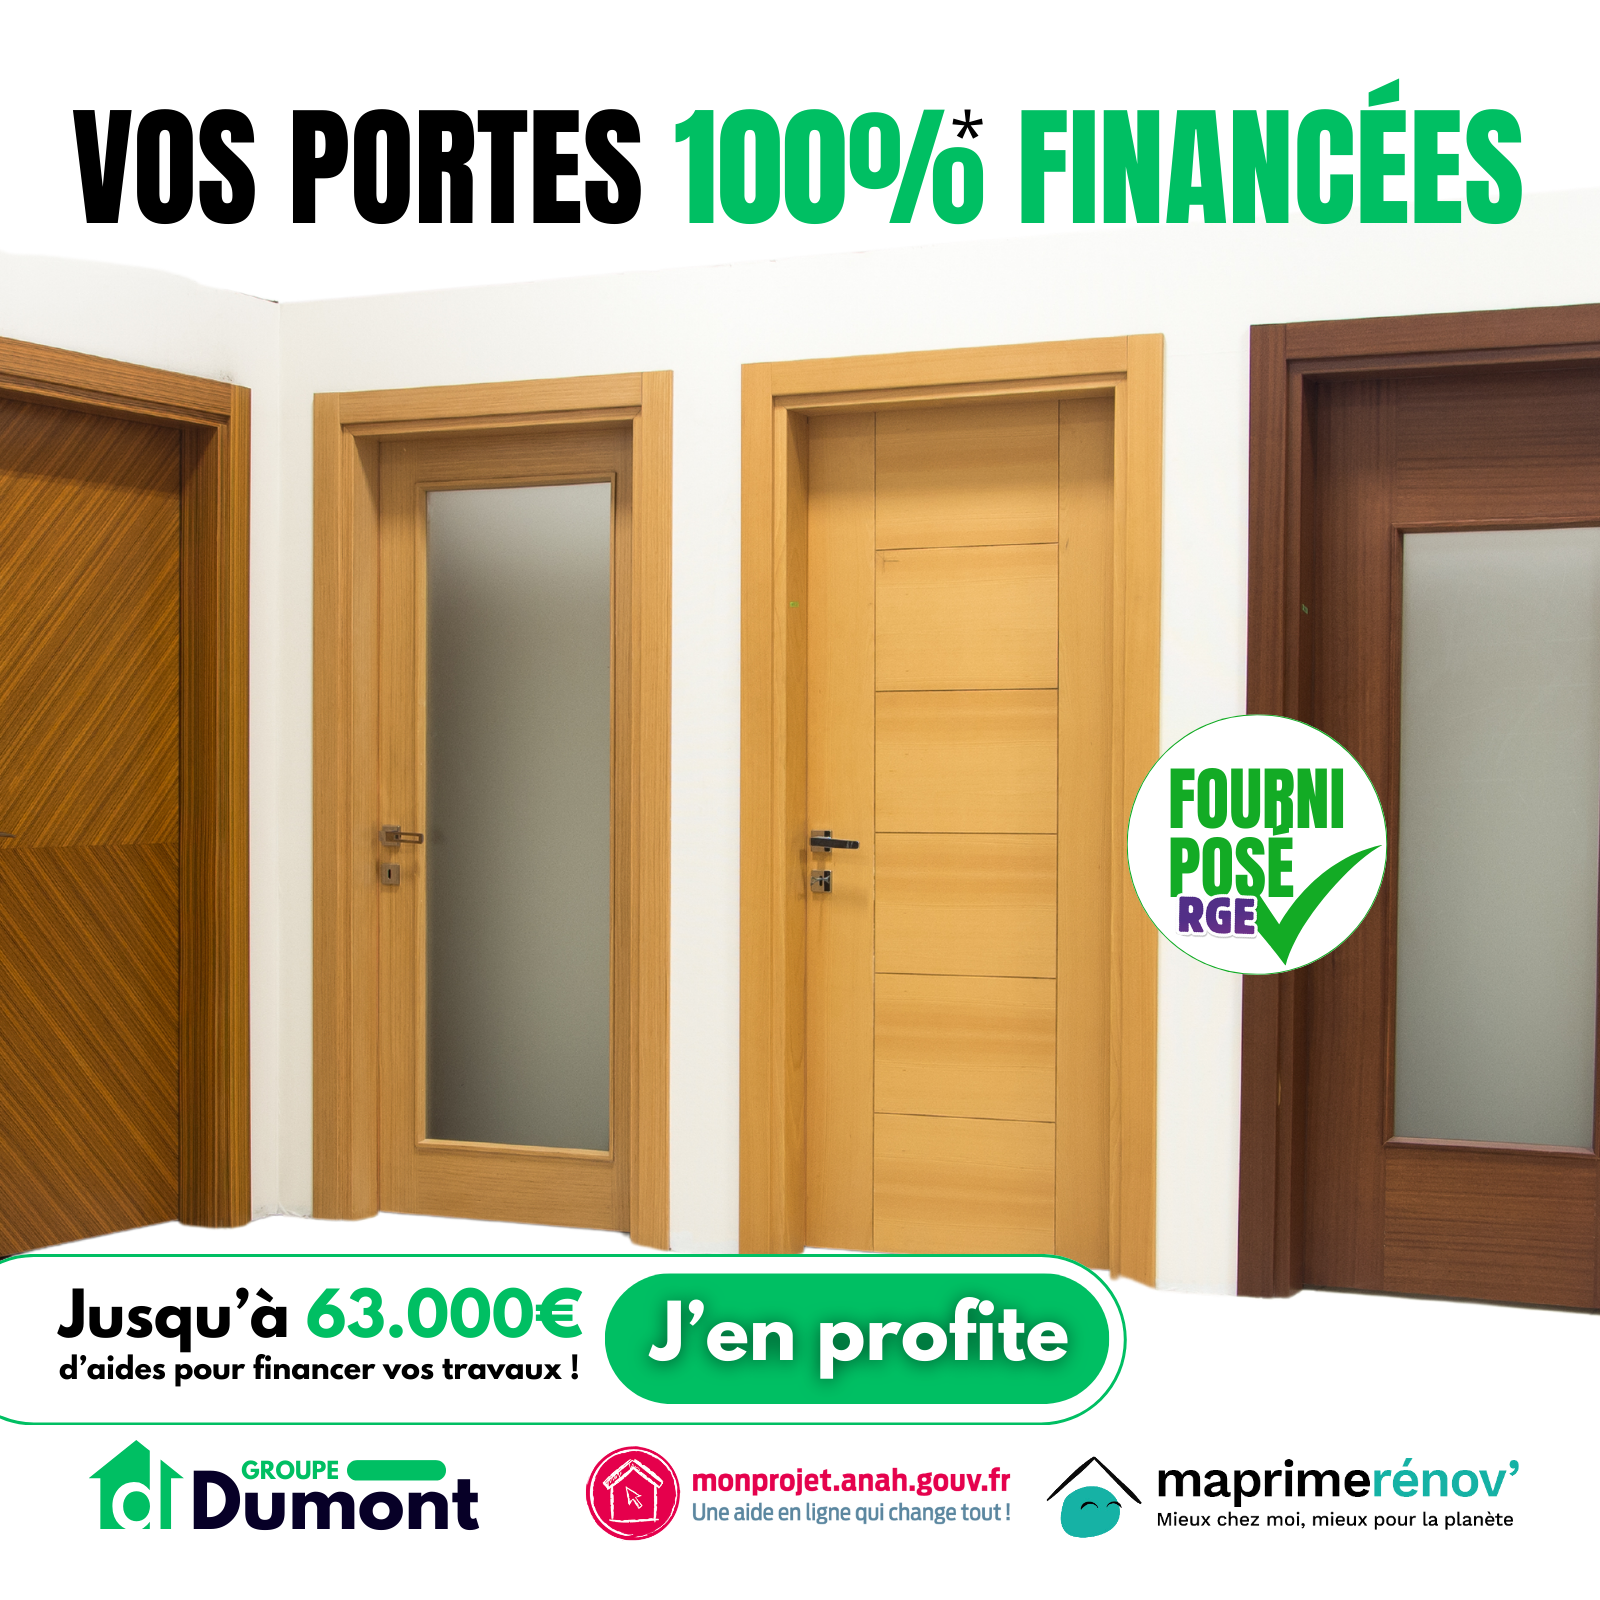 VOS PORTES 100%* FINANCÉES
FOURNI
POSÉ
RGE
Jusqu’à 63.000€
d’aides pour financer vos travaux !
J’en profite
GROUPE
Dumont
monprojet.anah.gouv.fr
Une aide en ligne qui change tout !
maprimerénov’
Mieux chez moi, mieux pour la planète